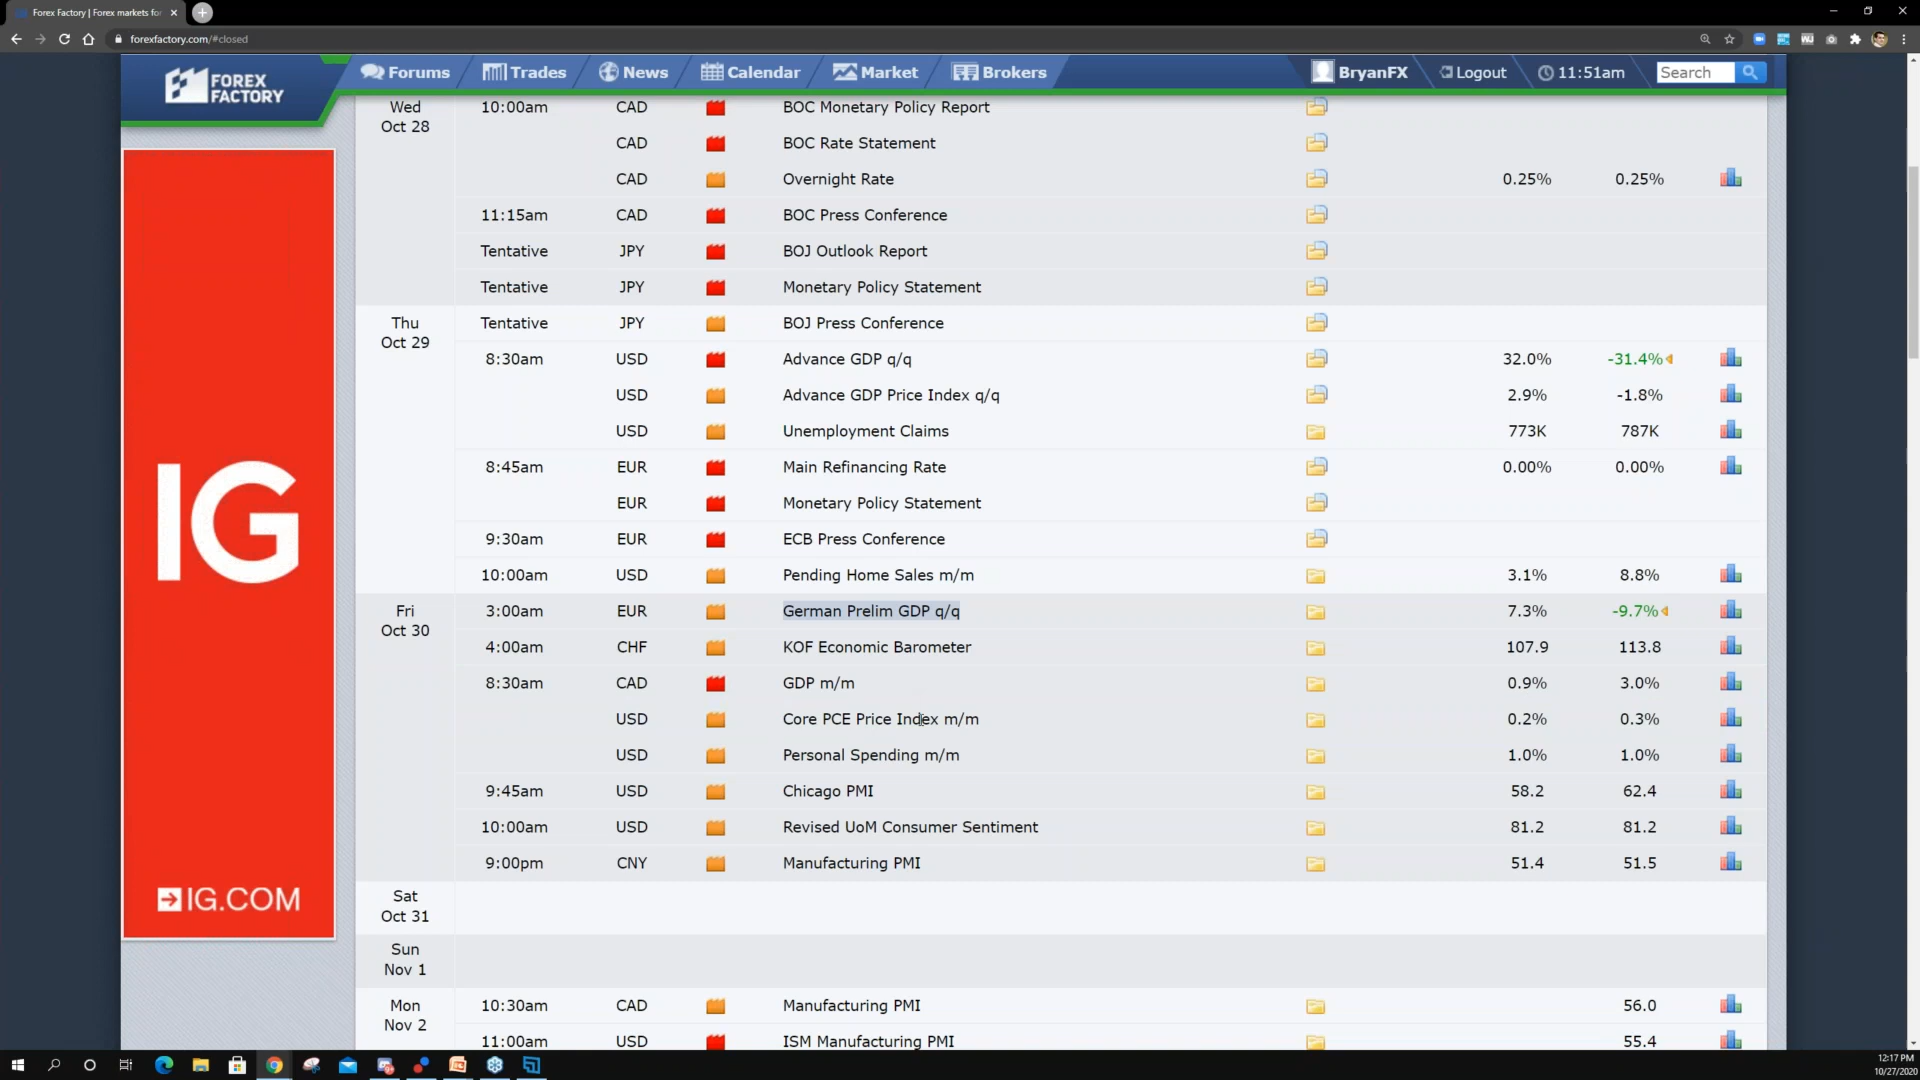 Forex Factory | Forex markets for
forexfactory.com/#closed
FOREX FACTORY
Forums Trades News Calendar Market Brokers BryanFX Logout 11:51am Search
Wed Oct 28 10:00am CAD BOC Monetary Policy Report
CAD BOC Rate Statement
CAD Overnight Rate 0.25% 0.25%
11:15am CAD BOC Press Conference
Tentative JPY BOJ Outlook Report
Tentative JPY Monetary Policy Statement
Thu Oct 29 Tentative JPY BOJ Press Conference
8:30am USD Advance GDP q/q 32.0% -31.4%
USD Advance GDP Price Index q/q 2.9% -1.8%
USD Unemployment Claims 773K 787K
8:45am EUR Main Refinancing Rate 0.00% 0.00%
EUR Monetary Policy Statement
9:30am EUR ECB Press Conference
10:00am USD Pending Home Sales m/m 3.1% 8.8%
Fri Oct 30 3:00am EUR German Prelim GDP q/q 7.3% -9.7%
4:00am CHF KOF Economic Barometer 107.9 113.8
8:30am CAD GDP m/m 0.9% 3.0%
USD Core PCE Price Index m/m 0.2% 0.3%
USD Personal Spending m/m 1.0% 1.0%
9:45am USD Chicago PMI 58.2 62.4
10:00am USD Revised UoM Consumer Sentiment 81.2 81.2
9:00pm CNY Manufacturing PMI 51.4 51.5
Sat Oct 31
Sun Nov 1
Mon Nov 2 10:30am CAD Manufacturing PMI 56.0
11:00am USD ISM Manufacturing PMI 55.4
IG
IG.COM
12:17 PM
10/27/2020